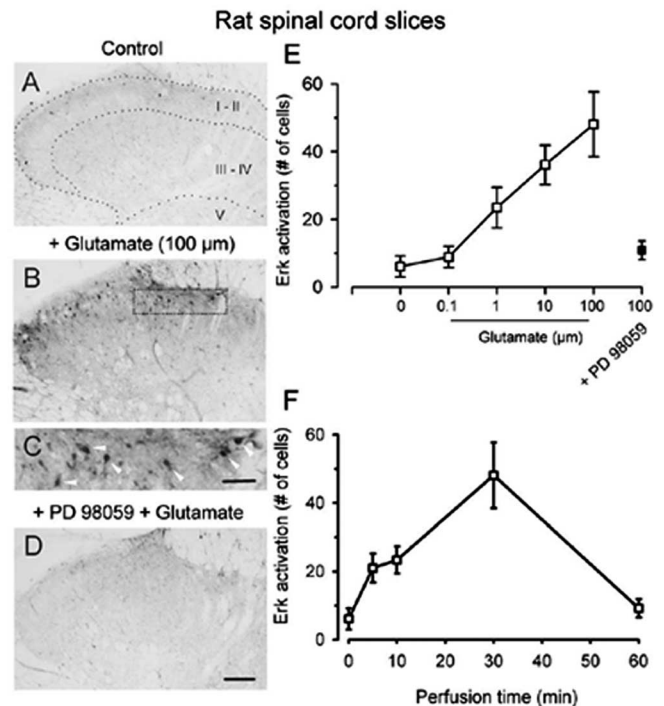 Rat spinal cord slices
Control
A
I - II
III - IV
V
+ Glutamate (100 µm)
B
C
+ PD 98059 + Glutamate
D
E
Erk activation (# of cells)
60
40
20
0
0
0.1
1
10
100
100
Glutamate (µm)
+ PD 98059
F
Erk activation (# of cells)
60
40
20
0
0
10
20
30
40
50
60
Perfusion time (min)